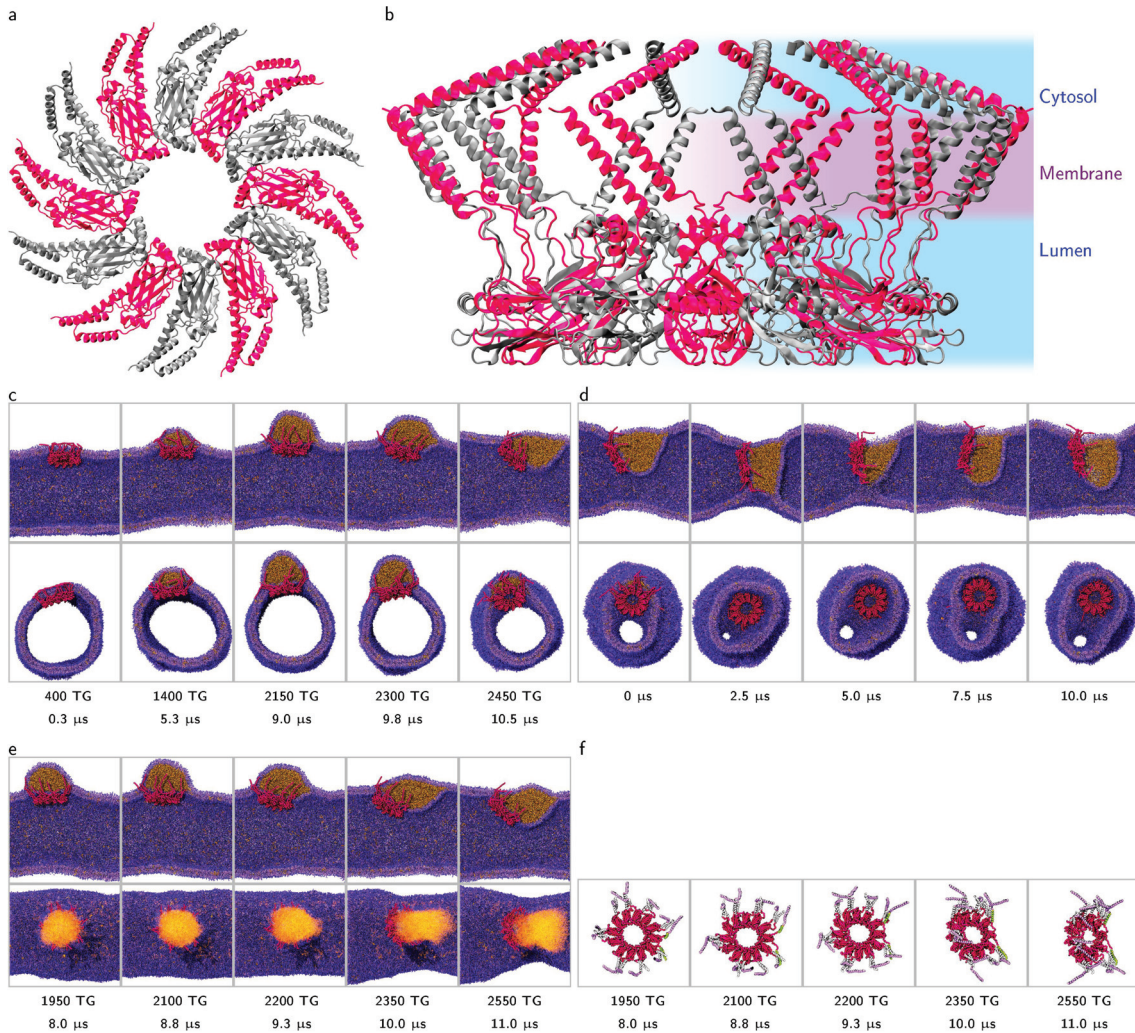 a
b
Cytosol
Membrane
Lumen
c
d
400 TG
1400 TG
2150 TG
2300 TG
2450 TG
0.3 μs
5.3 μs
9.0 μs
9.8 μs
10.5 μs
0 μs
2.5 μs
5.0 μs
7.5 μs
10.0 μs
e
f
1950 TG
2100 TG
2200 TG
2350 TG
2550 TG
8.0 μs
8.8 μs
9.3 μs
10.0 μs
11.0 μs
1950 TG
2100 TG
2200 TG
2350 TG
2550 TG
8.0 μs
8.8 μs
9.3 μs
10.0 μs
11.0 μs